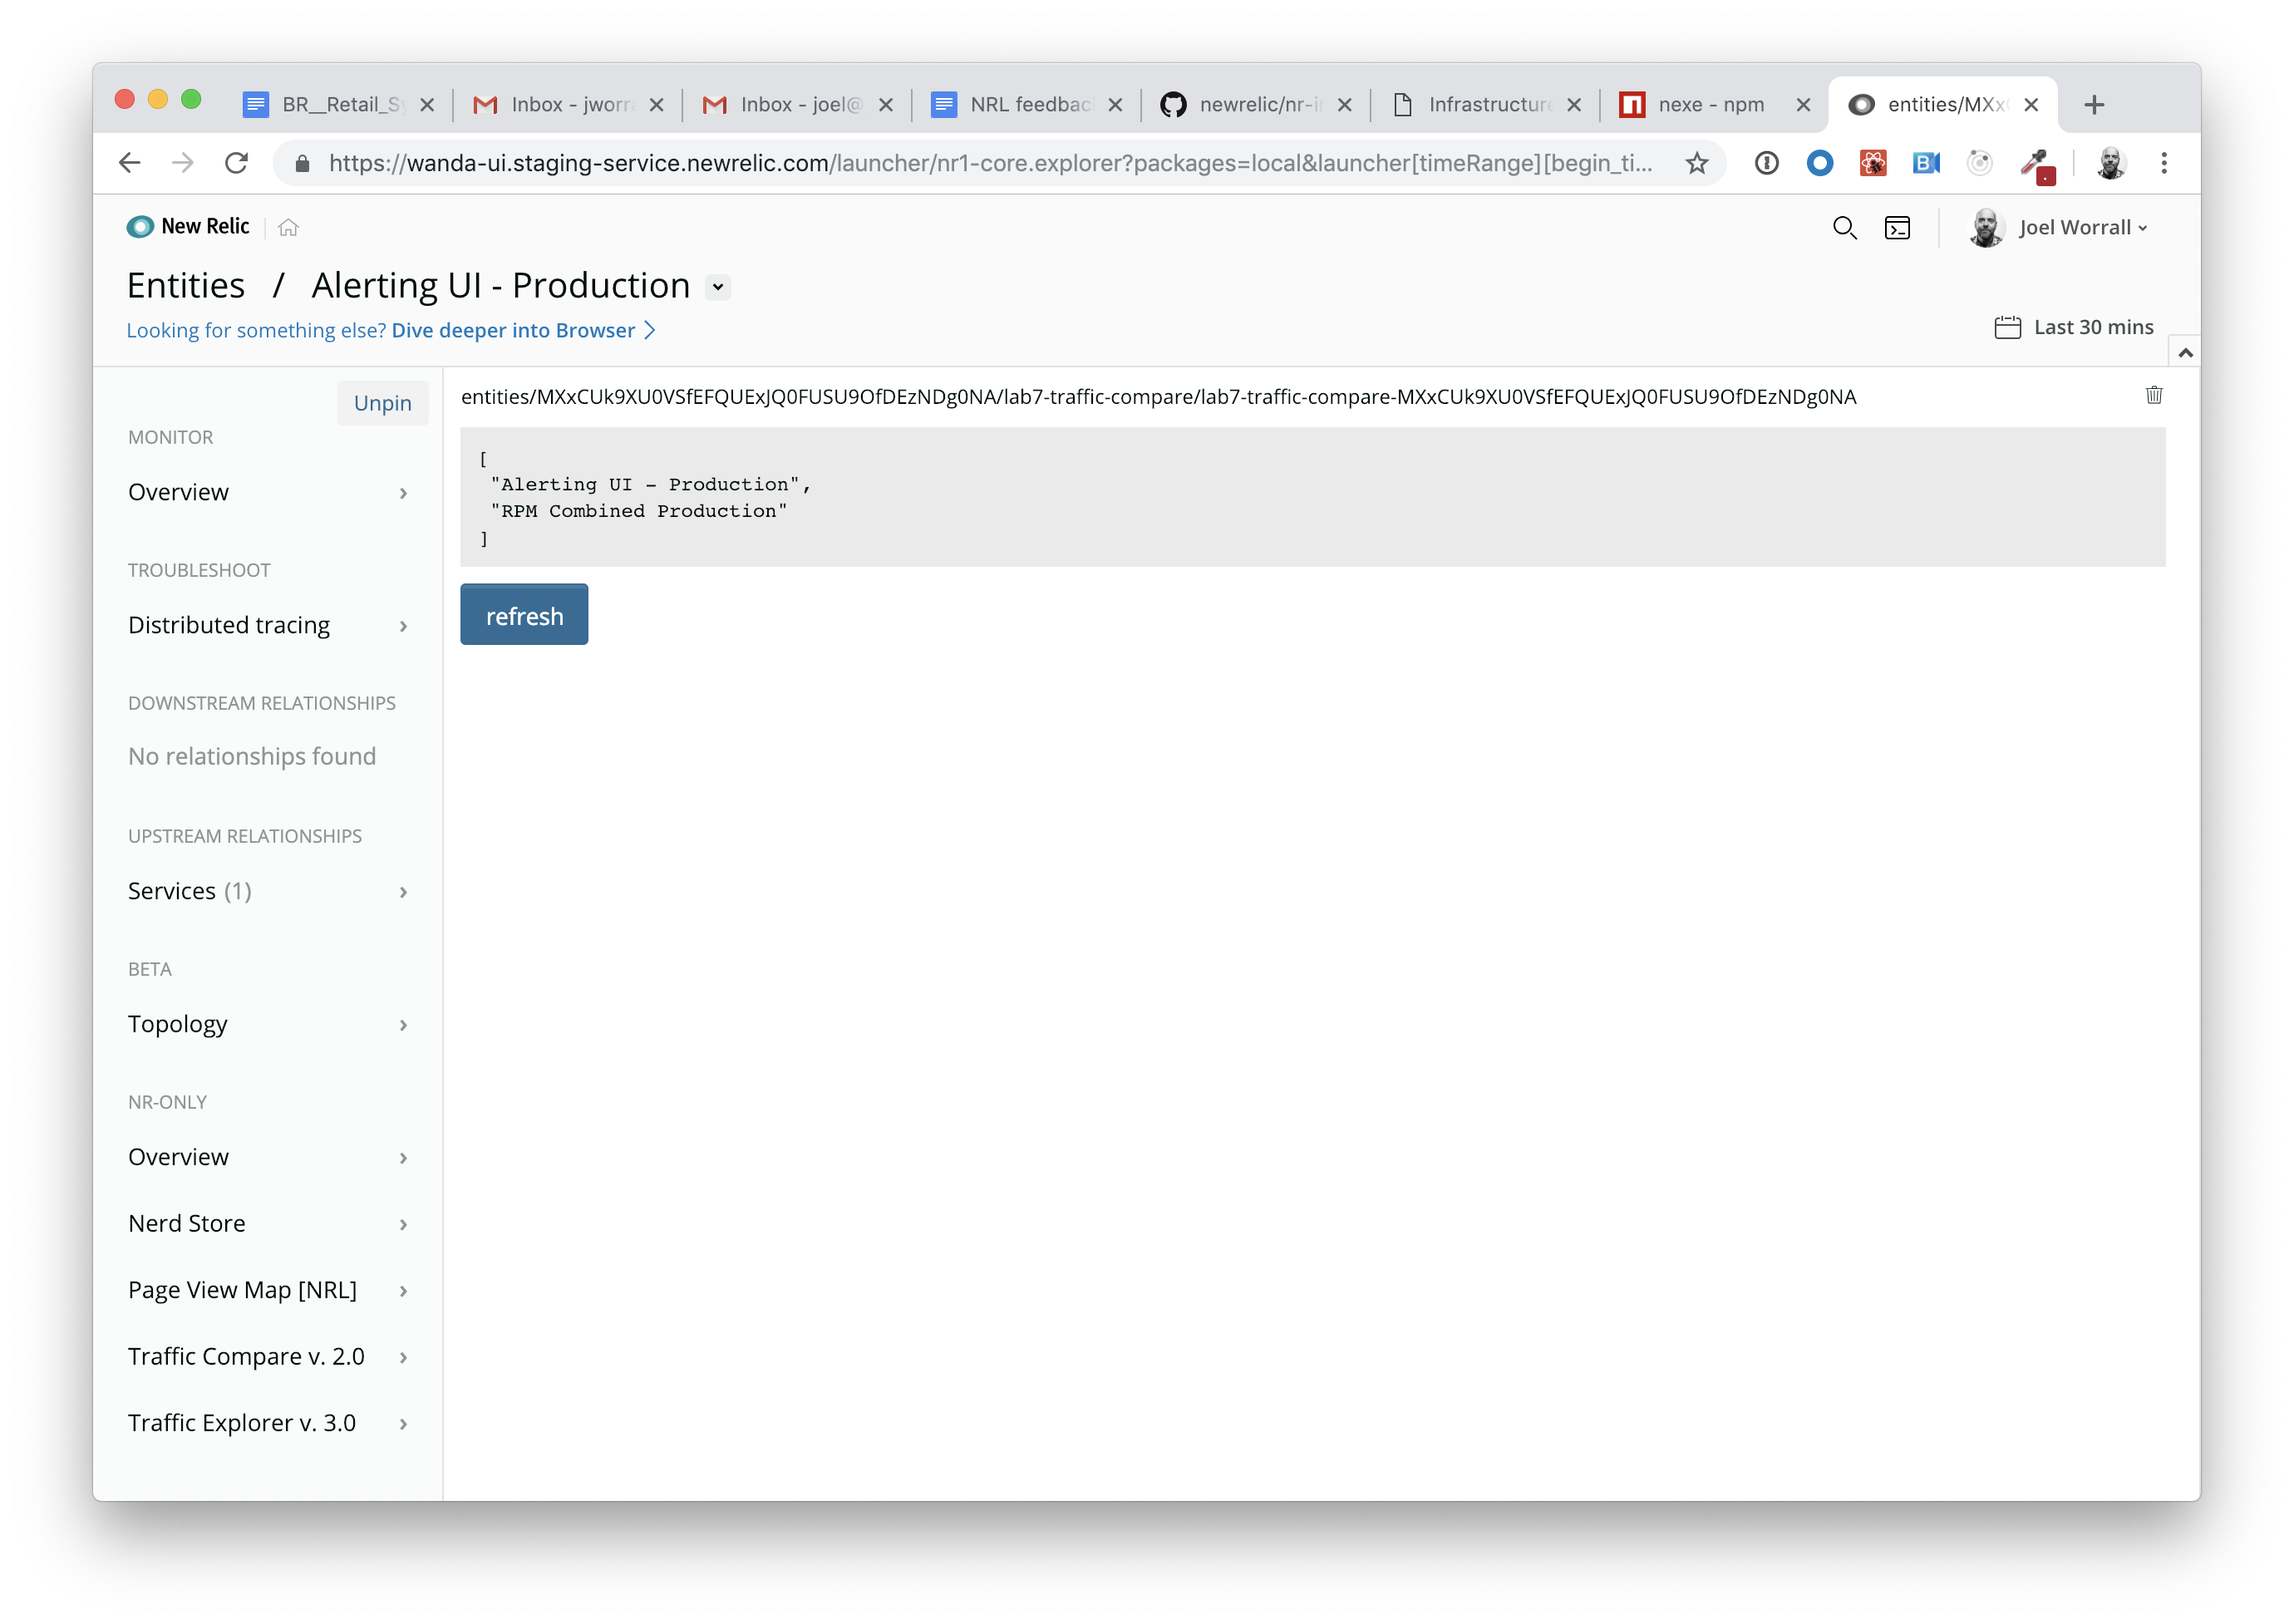 BR__Retail_S
Inbox - jworra
Inbox - joel@
NRL feedbac
newrelic/nr-i
Infrastructure
nexe - npm
entities/MXx
https://wanda-ui.staging-service.newrelic.com/launcher/nr1-core.explorer?packages=local&launcher[timeRange][begin_ti...
New Relic
Joel Worrall
Entities / Alerting UI - Production
Looking for something else? Dive deeper into Browser
Last 30 mins
Unpin
MONITOR
Overview
TROUBLESHOOT
Distributed tracing
DOWNSTREAM RELATIONSHIPS
No relationships found
UPSTREAM RELATIONSHIPS
Services (1)
BETA
Topology
NR-ONLY
Overview
Nerd Store
Page View Map [NRL]
Traffic Compare v. 2.0
Traffic Explorer v. 3.0
entities/MXxCUk9XU0VSfEFQUExJQ0FUSU9OfDEzNDg0NA/lab7-traffic-compare/lab7-traffic-compare-MXxCUk9XU0VSfEFQUExJQ0FUSU9OfDEzNDg0NA
[
"Alerting UI - Production",
"RPM Combined Production"
]
refresh